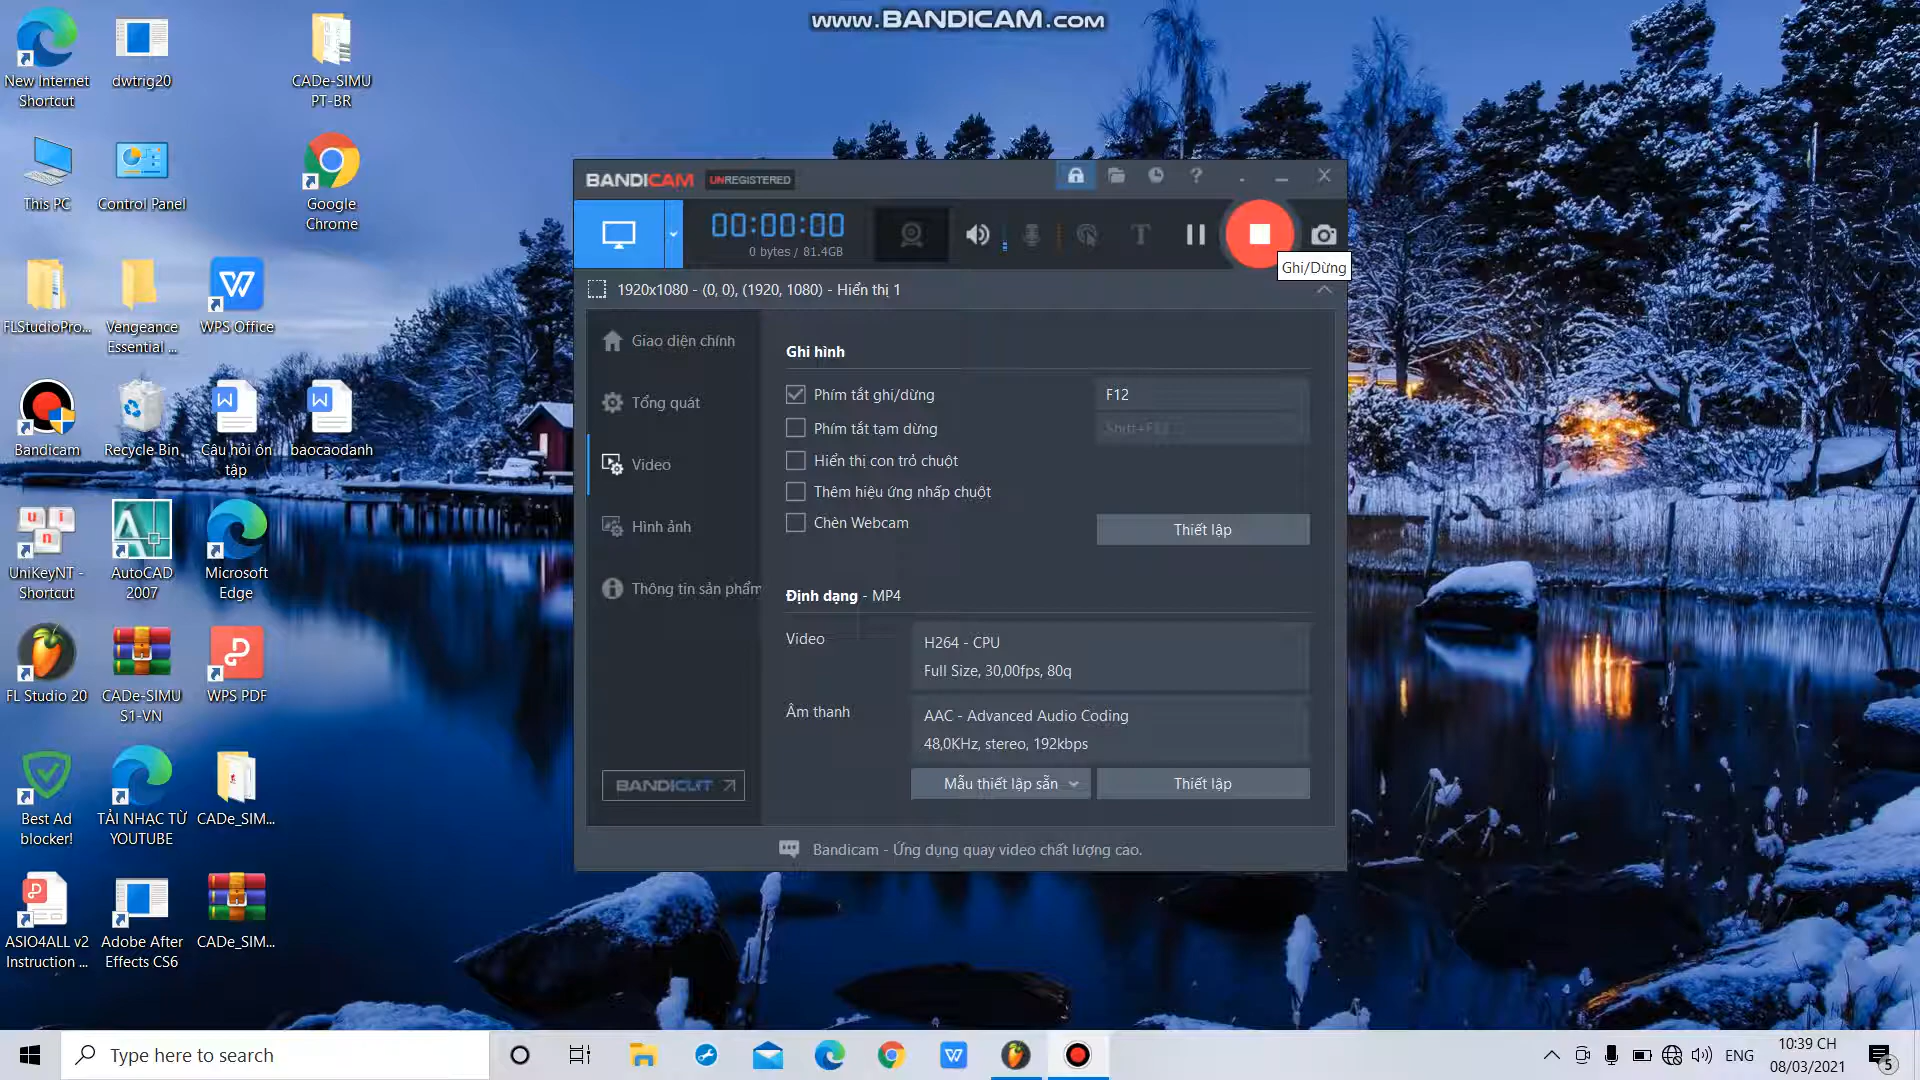 www.BANDICAM.com
New Internet
Shortcut
dwtrig20
CADe-SIMU
PT-BR
This PC
Control Panel
Google
Chrome
FLStudioPro...
Vengeance
Essential ...
WPS Office
Bandicam
Recycle Bin
Câu hỏi ôn
tập
baocaodanh
UniKeyNT -
Shortcut
AutoCAD
2007
Microsoft
Edge
FL Studio 20
CADe-SIMU
S1-VN
WPS PDF
Best Ad
blocker!
TẢI NHẠC TỪ
YOUTUBE
CADe_SIM...
ASIO4ALL v2
Instruction ...
Adobe After
Effects CS6
CADe_SIM...
BANDICAM UNREGISTERED
00:00:00
0 bytes / 81.4GB
Ghi/Dừng
1920x1080 - (0, 0), (1920, 1080) - Hiển thị 1
Giao diện chính
Tổng quát
Video
Hình ảnh
Thông tin sản phẩm
BANDICUT
Ghi hình
Phím tắt ghi/dừng
F12
Phím tắt tạm dừng
Shift+F12
Hiển thị con trỏ chuột
Thêm hiệu ứng nhấp chuột
Chèn Webcam
Thiết lập
Định dạng - MP4
Video
H264 - CPU
Full Size, 30,00fps, 80q
Âm thanh
AAC - Advanced Audio Coding
48,0KHz, stereo, 192kbps
Mẫu thiết lập sẵn
Thiết lập
Bandicam - Ứng dụng quay video chất lượng cao.
Type here to search
ENG
10:39 CH
08/03/2021
5